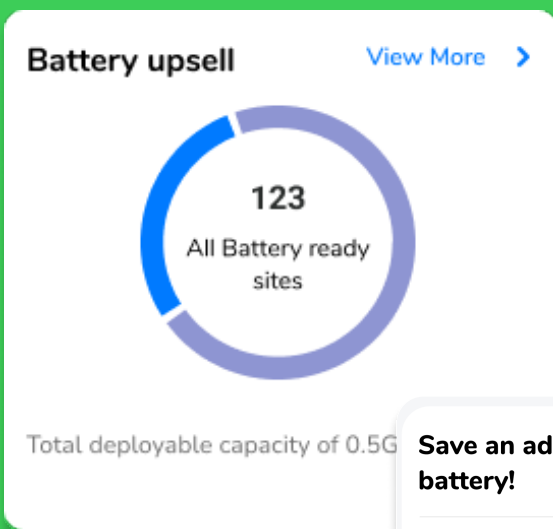 Battery upsell
View More
123
All Battery ready
sites
Total deployable capacity of 0.5G
Save an ad
battery!